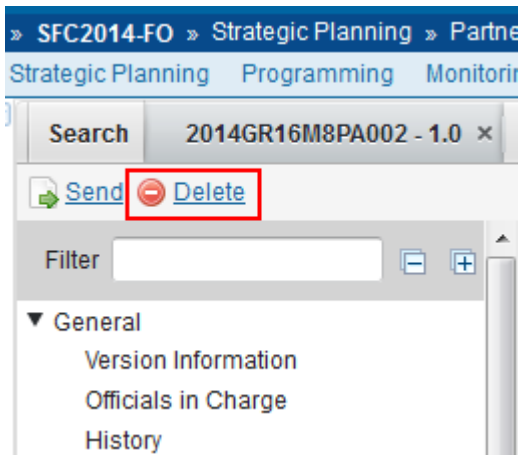 » SFC2014-FO » Strategic Planning » Partne
Strategic Planning Programming Monitorin
Search 2014GR16M8PA002 - 1.0 ×
Send Delete
Filter
General
Version Information
Officials in Charge
History